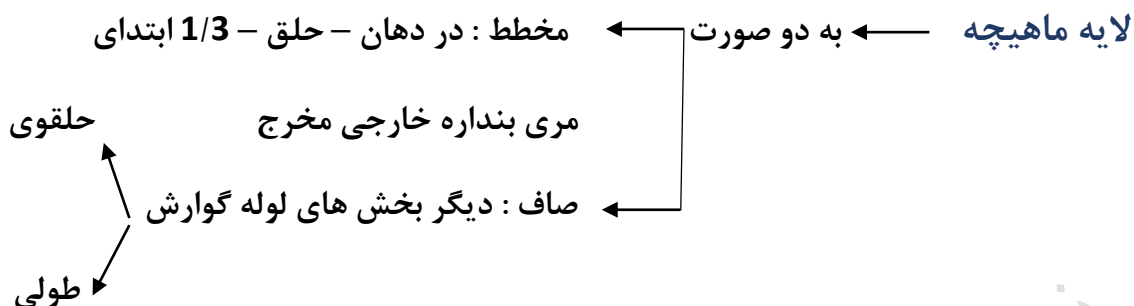 لایه ماهیچه به دو صورت مخطط : در دهان – حلق – 1/3 ابتدای
مری بنداره خارجی مخرج
حلقوی
صاف : دیگر بخش های لوله گوارش
طولی